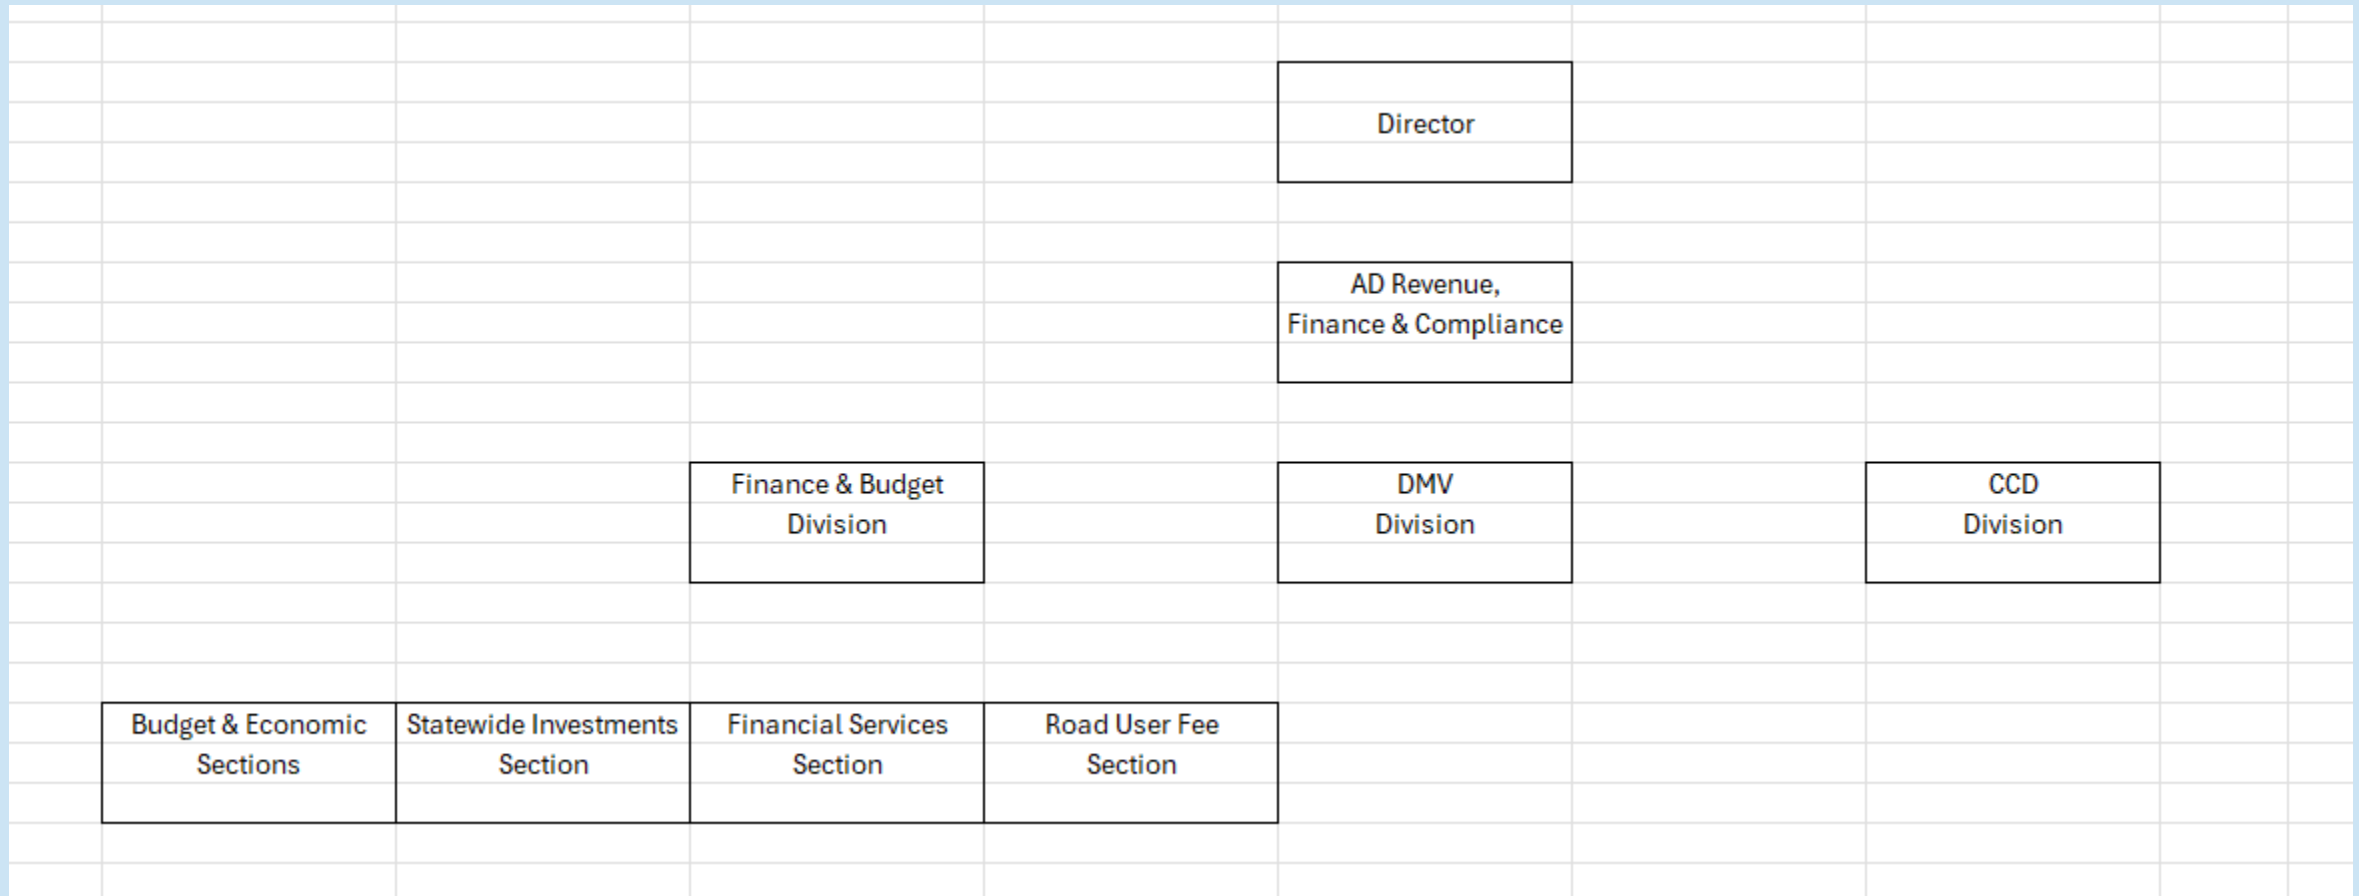 Director
AD Revenue,
Finance & Compliance
Finance & Budget
Division
DMV
Division
CCD
Division
Budget & Economic
Sections
Statewide Investments
Section
Financial Services
Section
Road User Fee
Section